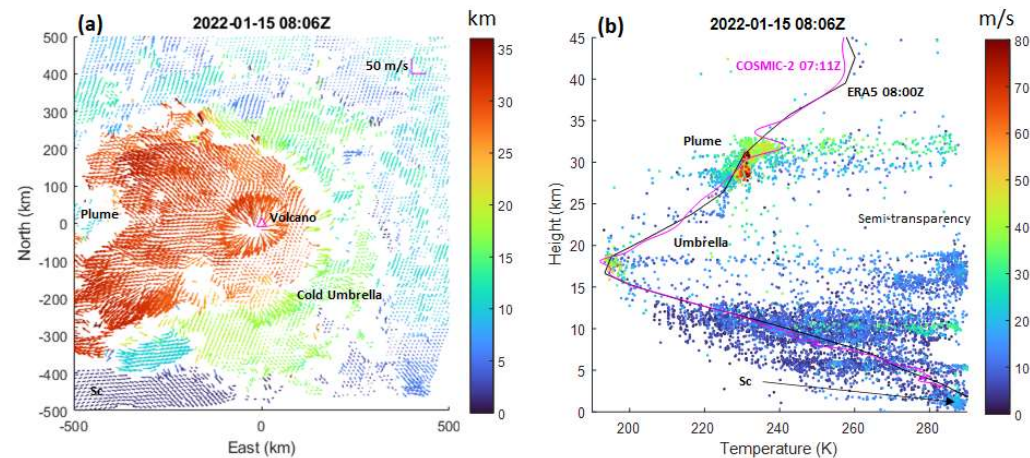 (a)
2022-01-15 08:06Z
km
500
400
300
200
100
0
-100
-200
-300
-400
-500
North (km)
-500
0
500
East (km)
50 m/s
Plume
Volcano
Cold Umbrella
Sc
35
30
25
20
15
10
5
0
(b)
2022-01-15 08:06Z
m/s
45
40
35
30
25
20
15
10
5
0
Height (km)
200
220
240
260
280
Temperature (K)
COSMIC-2 07:11Z
ERA5 08:00Z
Plume
Semi-transparency
Umbrella
Sc
80
70
60
50
40
30
20
10
0